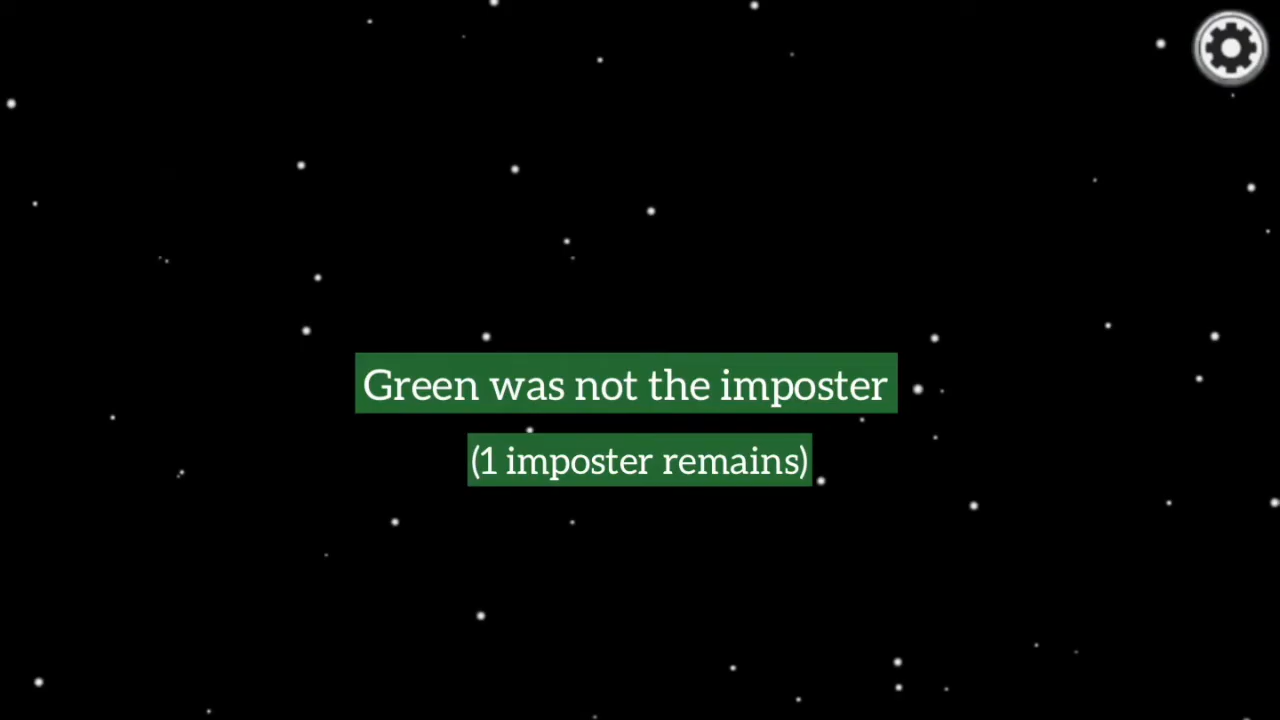 Green was not the imposter
(1 imposter remains)